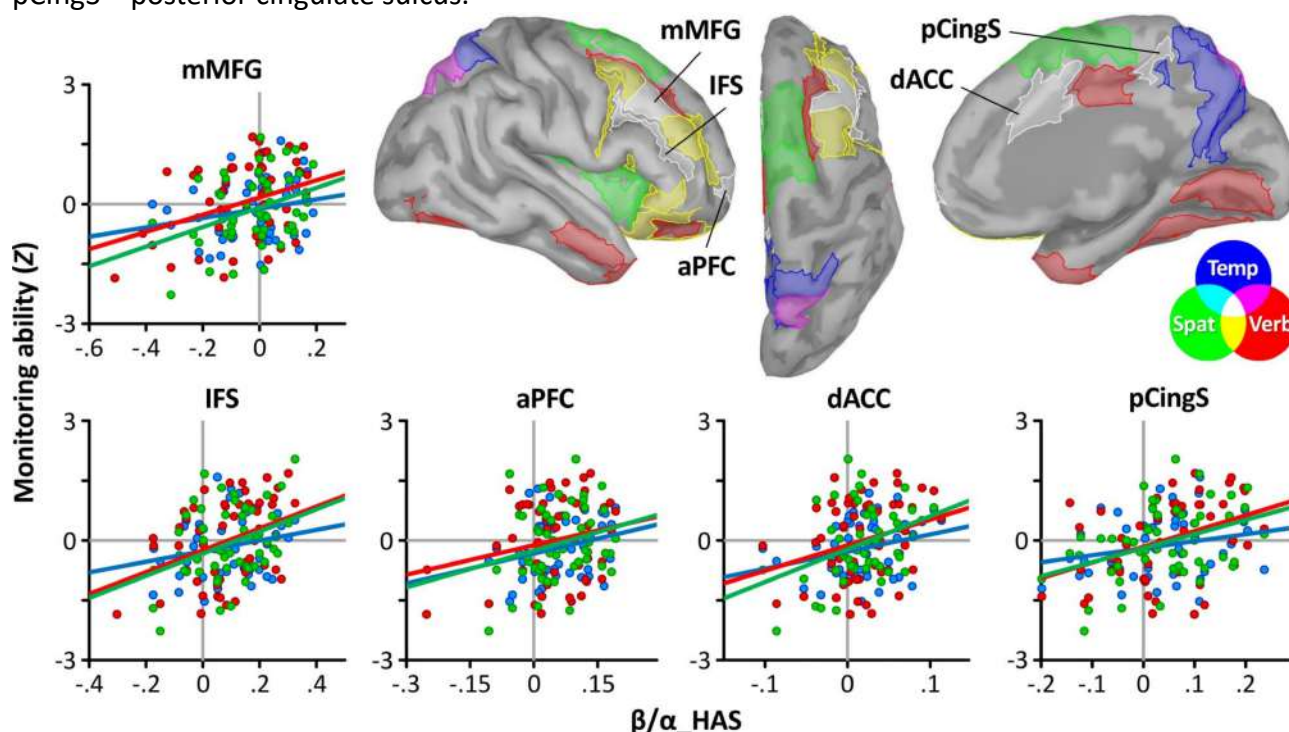 pCingS – posterior cingulate sulcus.
mMFG
mMFG
IFS
aPFC
pCingS
dACC
Temp
Spat
Verb
3
0
-3
-.6 -.4 -.2 0 .2
Monitoring ability (Z)
IFS
3
0
-3
-.4 -.2 0 .2 .4
aPFC
3
0
-3
-.3 -.15 0 .15
dACC
3
0
-3
-.1 0 .1
pCingS
3
0
-3
-.2 -.1 0 .1 .2
β/α_HAS